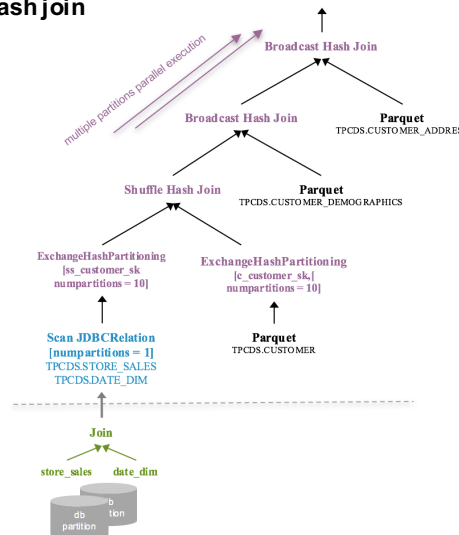 ash join
Broadcast Hash Join
multiple partitions parallel execution
Broadcast Hash Join
Parquet
TPCDS.CUSTOMER_ADDRE
Shuffle Hash Join
Parquet
TPCDS.CUSTOMER_DEMOGRAPHICS
ExchangeHashPartitioning
[ss_customer_sk
numpartitions = 10]
ExchangeHashPartitioning
[c_customer_sk,[
numpartitions = 10]
Scan JDBCRelation
[numpartitions = 1]
TPCDS.STORE_SALES
TPCDS.DATE_DIM
Parquet
TPCDS.CUSTOMER
Join
store_sales date_dim
b
tion
db
partition